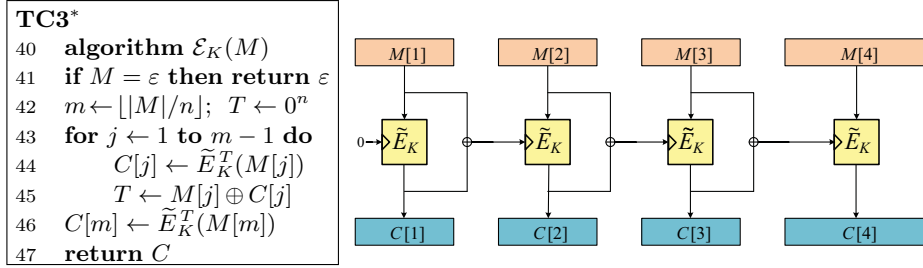 TC3*
40 algorithm ℰ_K(M)
41 if M = ε then return ε
42 m ← ⌊|M|/n⌋; T ← 0ⁿ
43 for j ← 1 to m − 1 do
44 C[j] ← Ẽ_K^T(M[j])
45 T ← M[j] ⊕ C[j]
46 C[m] ← Ẽ_K^T(M[m])
47 return C
M[1] M[2] M[3] M[4]
0 Ẽ_K Ẽ_K Ẽ_K Ẽ_K
C[1] C[2] C[3] C[4]